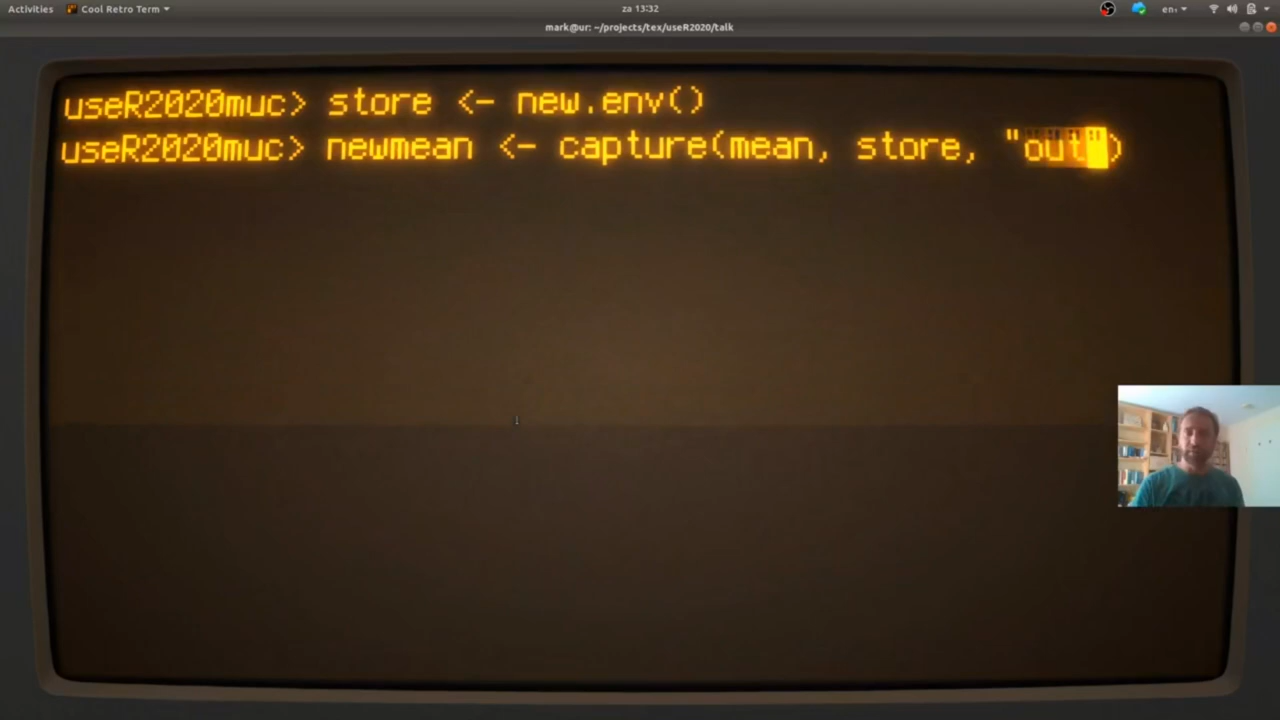 Activities Cool Retro Term za 13:32 en₁
mark@ur: ~/projects/tex/useR2020/talk
useR2020muc> store <- new.env()
useR2020muc> newmean <- capture(mean, store, "out")